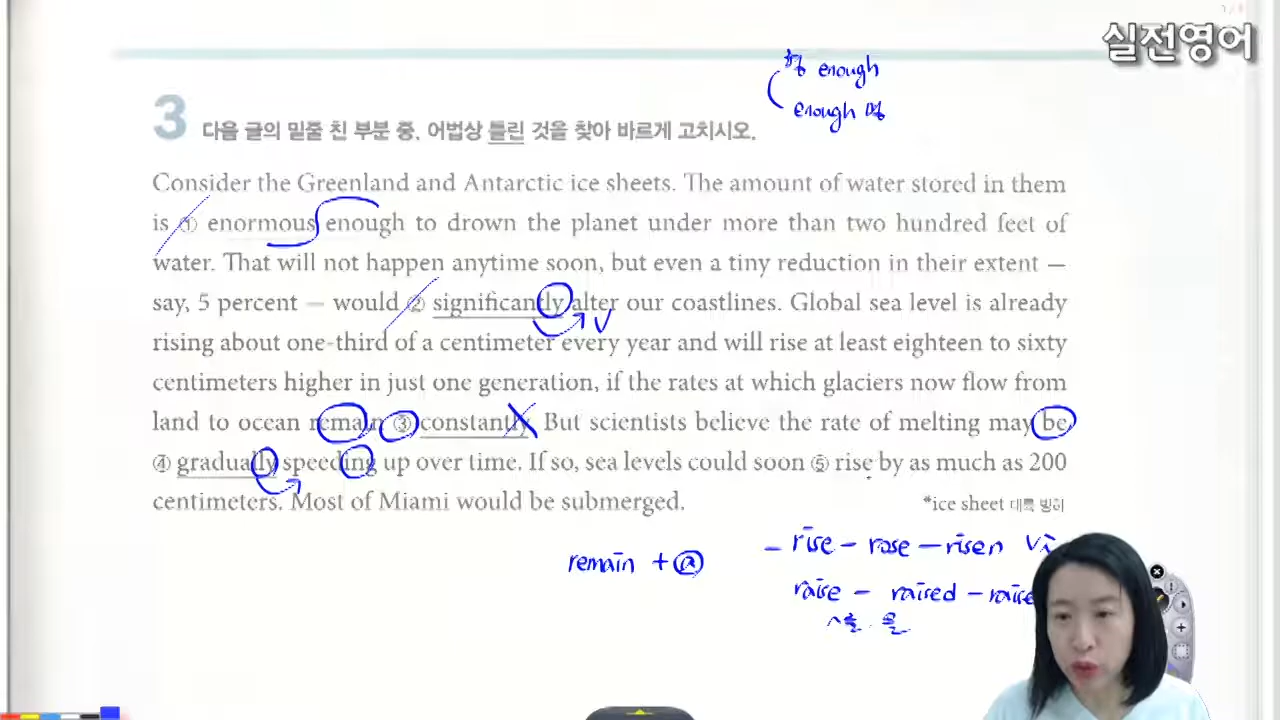 실전영어
형 enough
enough 명
3 다음 글의 밑줄 친 부분 중, 어법상 틀린 것을 찾아 바르게 고치시오.
Consider the Greenland and Antarctic ice sheets. The amount of water stored in them
is ① enormous enough to drown the planet under more than two hundred feet of
water. That will not happen anytime soon, but even a tiny reduction in their extent —
say, 5 percent — would ② significantly alter our coastlines. Global sea level is already
V
rising about one-third of a centimeter every year and will rise at least eighteen to sixty
centimeters higher in just one generation, if the rates at which glaciers now flow from
land to ocean remain ③ constantly. But scientists believe the rate of melting may be
④ gradually speeding up over time. If so, sea levels could soon ⑤ rise by as much as 200
centimeters. Most of Miami would be submerged.
*ice sheet 대륙 빙하
remain + ⓐ
- rise - rose - risen Vi
raise - raised - raise